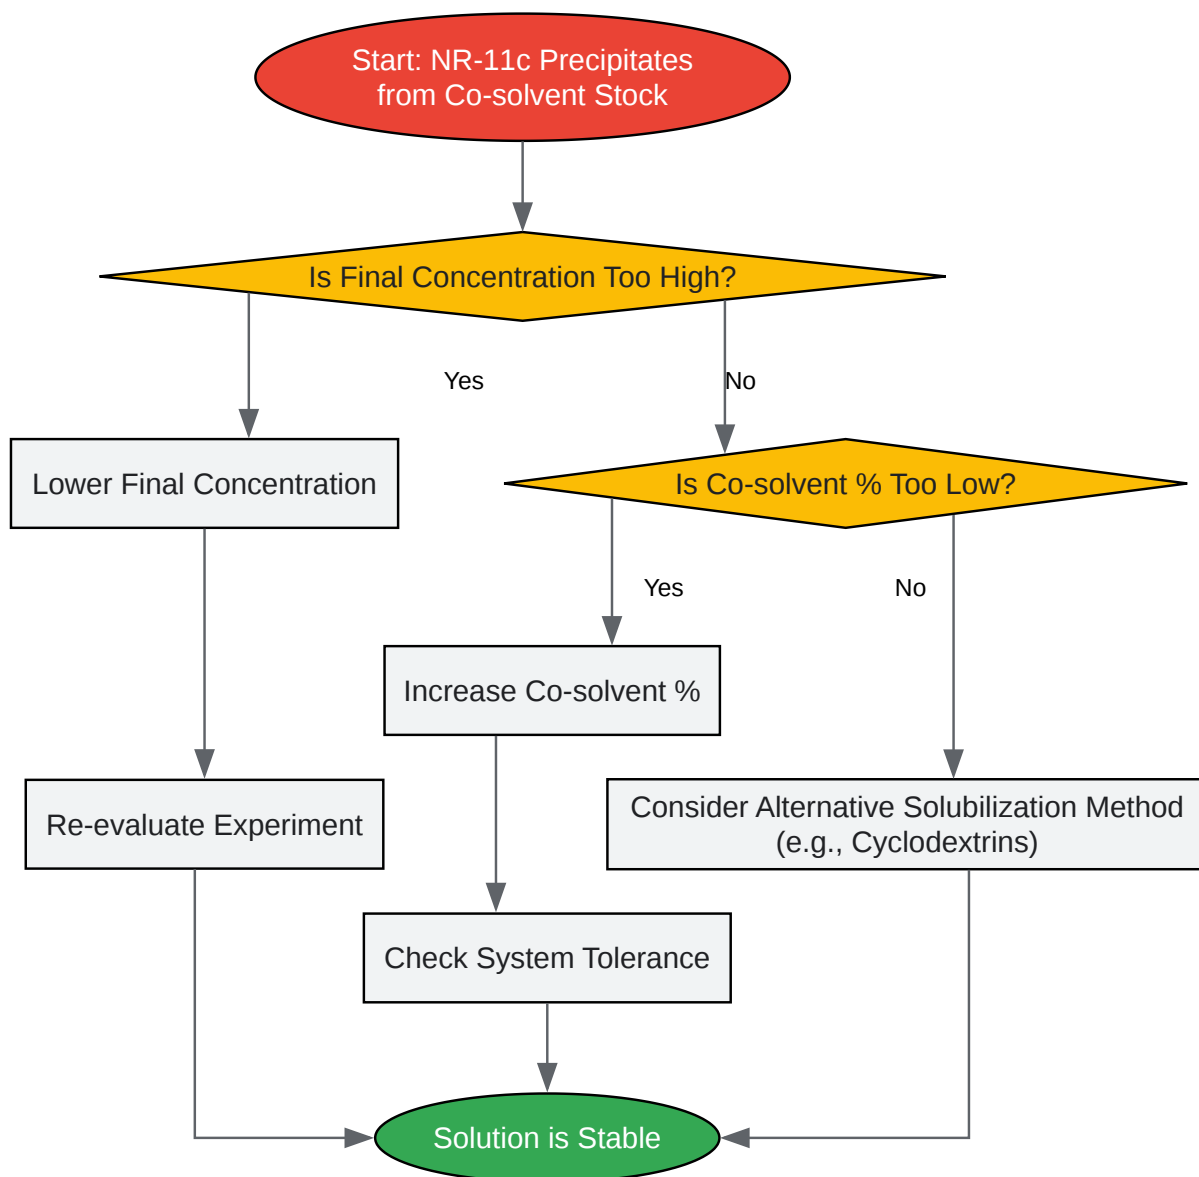 Start: NR-11c Precipitates
from Co-solvent Stock
Is Final Concentration Too High?
Yes
No
Lower Final Concentration
Is Co-solvent % Too Low?
Yes
No
Increase Co-solvent %
Re-evaluate Experiment
Consider Alternative Solubilization Method
(e.g., Cyclodextrins)
Check System Tolerance
Solution is Stable